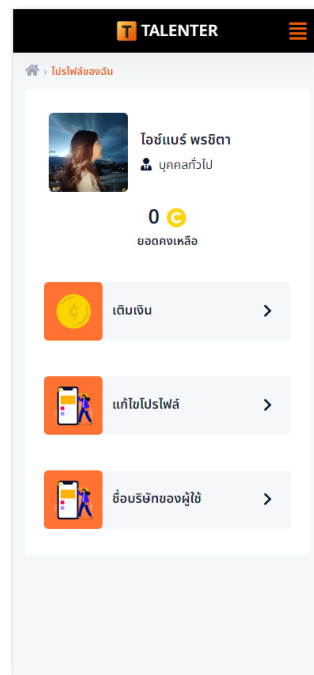 TALENTER
โปรไฟล์ของฉัน
ไอซ์แบร์ พรชิตา
บุคคลทั่วไป
0
ยอดคงเหลือ
เติมเงิน
แก้ไขโปรไฟล์
ชื่อบริษัทของผู้ใช้